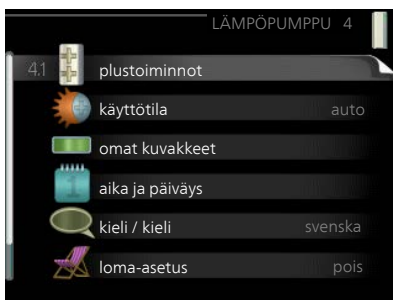 LÄMPÖPUMPPU 4
4.1 plustoiminnot
käyttötila auto
omat kuvakkeet
aika ja päiväys
kieli / kieli svenska
loma-asetus pois